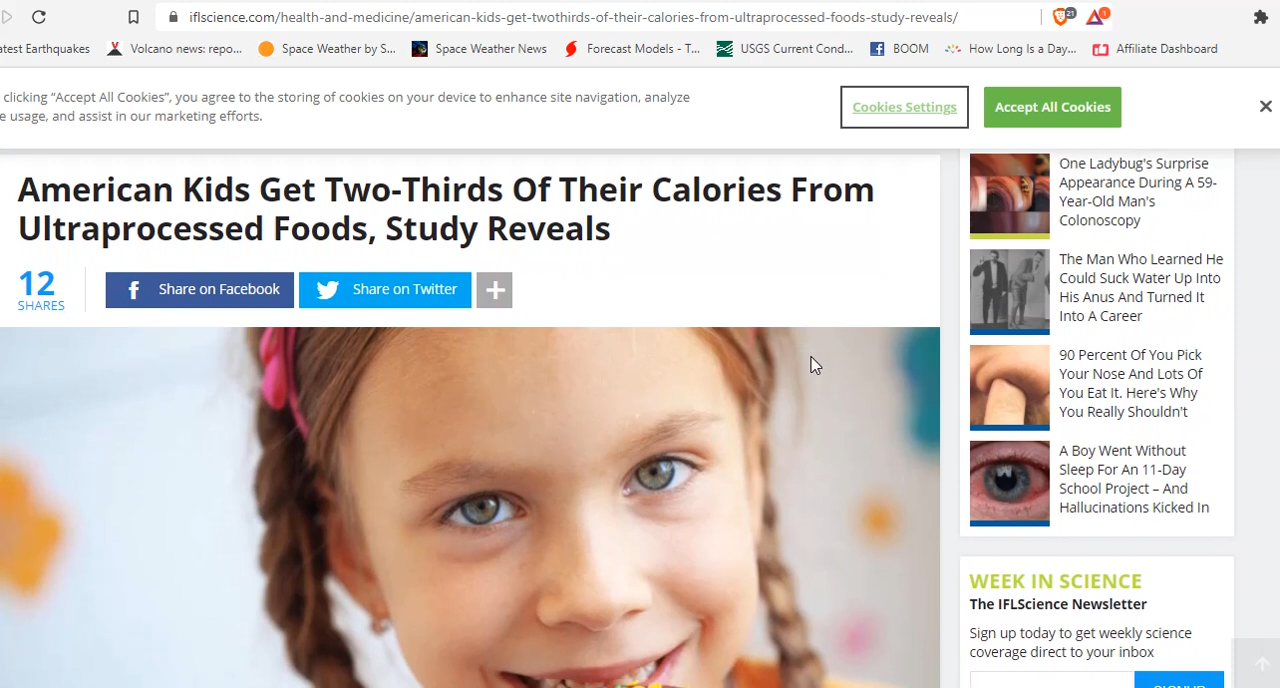 iflscience.com/health-and-medicine/american-kids-get-twothirds-of-their-calories-from-ultraprocessed-foods-study-reveals/
21
1
atest Earthquakes
Volcano news: repo...
Space Weather by S...
Space Weather News
Forecast Models - T...
USGS Current Cond...
BOOM
How Long Is a Day...
Affiliate Dashboard
clicking “Accept All Cookies”, you agree to the storing of cookies on your device to enhance site navigation, analyze
e usage, and assist in our marketing efforts.
Cookies Settings
Accept All Cookies
American Kids Get Two-Thirds Of Their Calories From
Ultraprocessed Foods, Study Reveals
12
SHARES
Share on Facebook
Share on Twitter
One Ladybug's Surprise
Appearance During A 59-
Year-Old Man's
Colonoscopy
The Man Who Learned He
Could Suck Water Up Into
His Anus And Turned It
Into A Career
90 Percent Of You Pick
Your Nose And Lots Of
You Eat It. Here's Why
You Really Shouldn't
A Boy Went Without
Sleep For An 11-Day
School Project – And
Hallucinations Kicked In
WEEK IN SCIENCE
The IFLScience Newsletter
Sign up today to get weekly science
coverage direct to your inbox